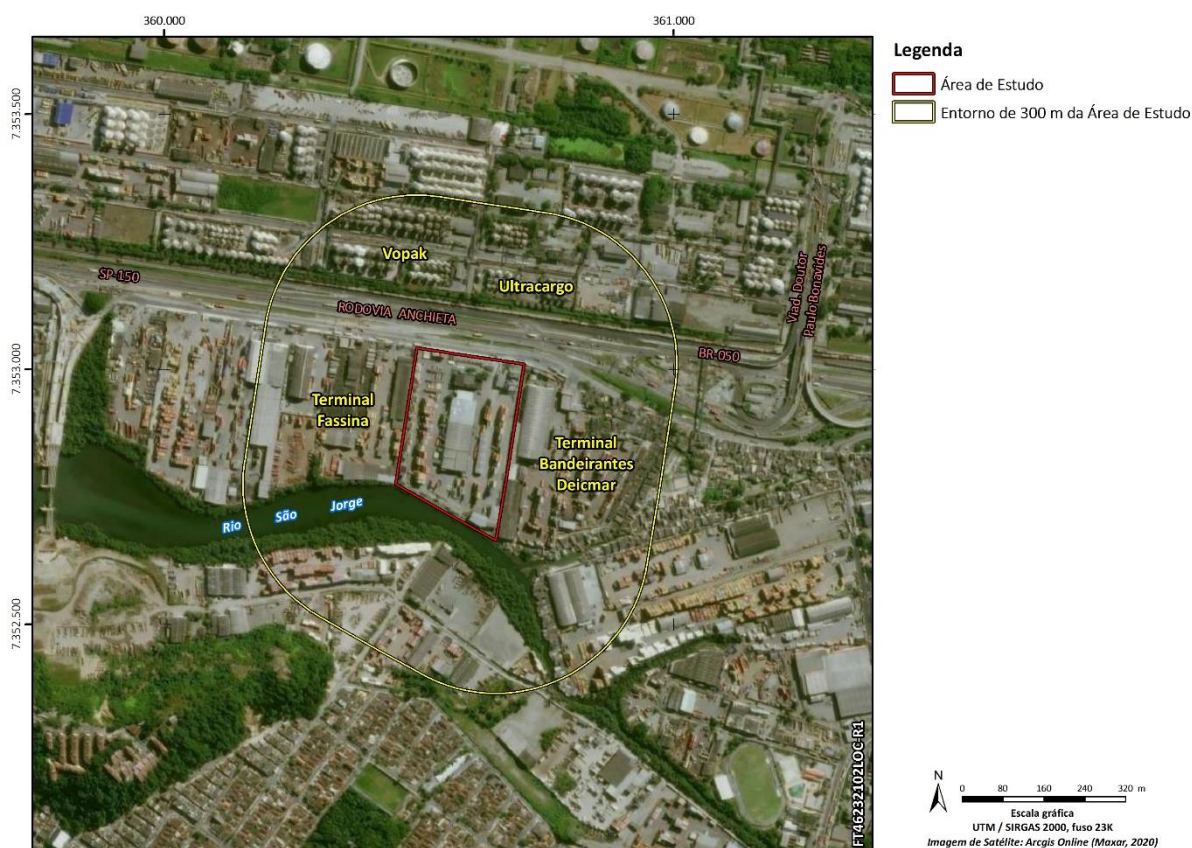 360.000
361.000
7.353.500
7.353.000
7.352.500
SP-150
Vopak
Ultracargo
RODOVIA ANCHIETA
BR-050
Viad. Doutor
Paulo Bonavides
Terminal
Fassina
Terminal
Bandeirantes
Deicmar
Rio São Jorge
FT46232102LOC-R1
Legenda
Área de Estudo
Entorno de 300 m da Área de Estudo
N
0 80 160 240 320 m
Escala gráfica
UTM / SIRGAS 2000, fuso 23K
Imagem de Satélite: Arcgis Online (Maxar, 2020)